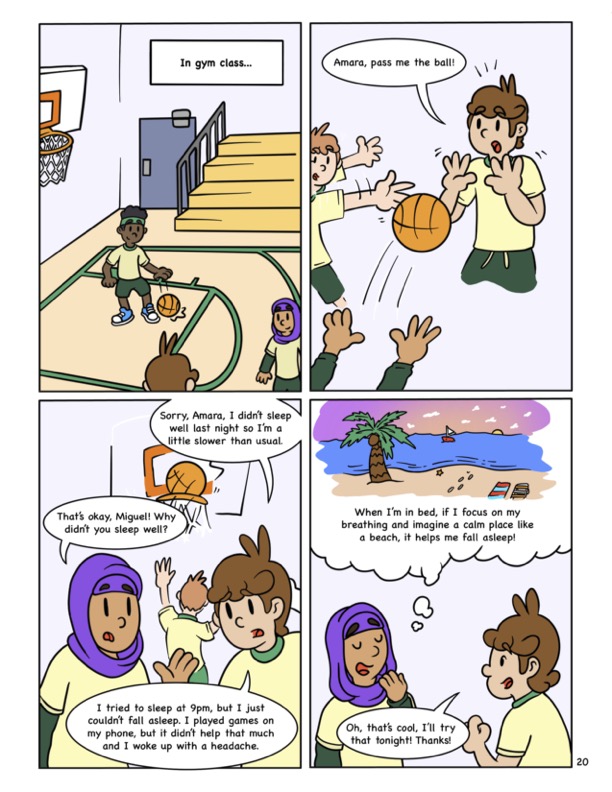 In gym class...
Amara, pass me the ball!
Sorry, Amara, I didn't sleep
well last night so I'm a
little slower than usual.
That's okay, Miguel! Why
didn't you sleep well?
I tried to sleep at 9pm, but I just
couldn't fall asleep. I played games on
my phone, but it didn't help that much
and I woke up with a headache.
When I'm in bed, if I focus on my
breathing and imagine a calm place like
a beach, it helps me fall asleep!
Oh, that's cool, I'll try
that tonight! Thanks!
20